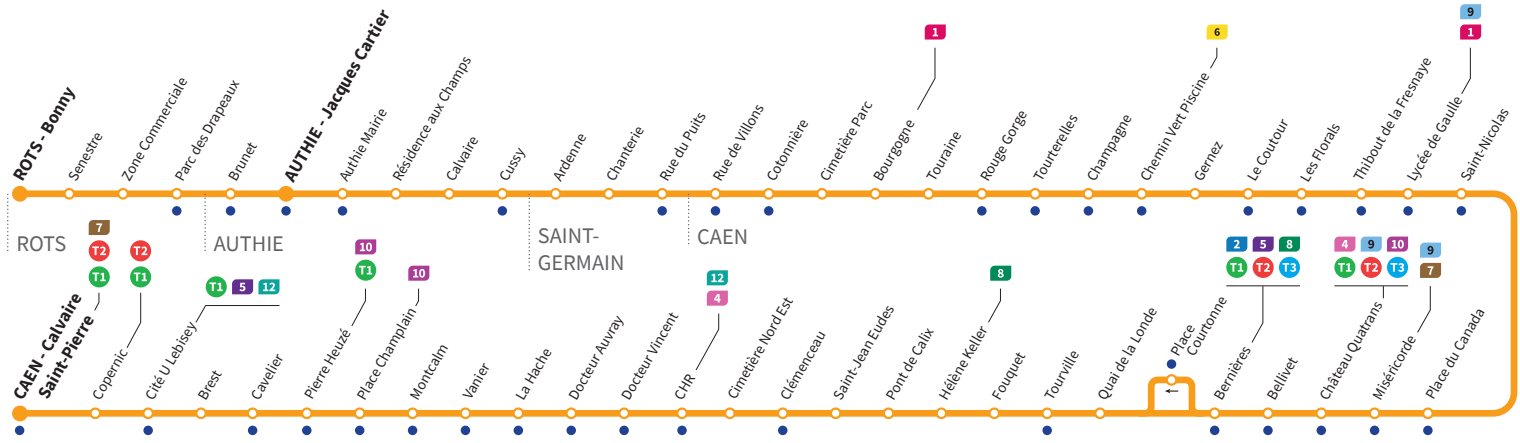 ROTS - Bonny
Senestre
Zone Commerciale
Parc des Drapeaux
Brunet
AUTHIE - Jacques Cartier
Authie Mairie
Résidence aux Champs
Calvaire
Cussy
Ardenne
Chanterie
Rue du Puits
Rue de Villons
Cotonnière
Cimetière Parc
Bourgogne
1
Touraine
Rouge Gorge
Tourterelles
Champagne
Chemin Vert Piscine
6
Gernez
Le Coutour
Les Florals
Thibout de la Fresnaye
Lycée de Gaulle
9
1
Saint-Nicolas
ROTS
AUTHIE
SAINT-
GERMAIN
CAEN
CAEN - Calvaire
Saint-Pierre
7
T2
T1
Copernic
T2
T1
Cité U Lebisey
T1 5 12
Brest
Cavelier
Pierre Heuzé
10
T1
Place Champlain
10
Montcalm
Vanier
La Hache
Docteur Auvray
Docteur Vincent
CHR
12
4
Cimetière Nord Est
Clémenceau
Saint-Jean Eudes
Pont de Calix
Hélène Keller
8
Fouquet
Tourville
Quai de la Londe
Place
Courtonne
←
Bernières
2 5 8
T1 T2 T3
Bellivet
Château Quatrans
4 9 10
T1 T2 T3
Miséricorde
9
7
Place du Canada